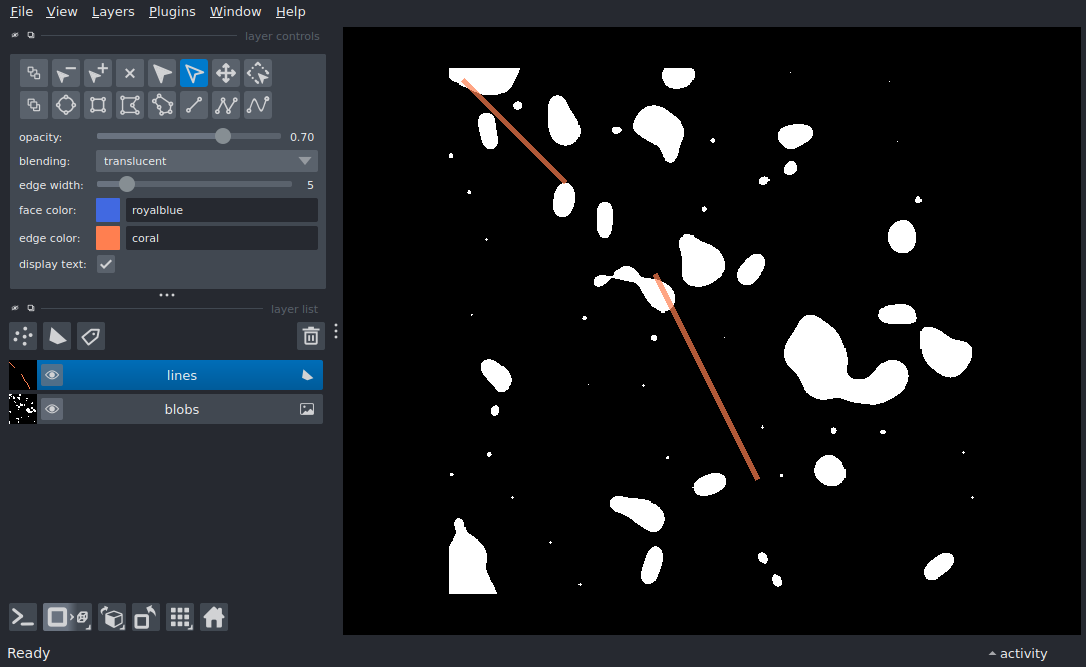 File View Layers Plugins Window Help
layer controls
opacity: 0.70
blending: translucent
edge width: 5
face color: royalblue
edge color: coral
display text:
layer list
lines
blobs
Ready
activity